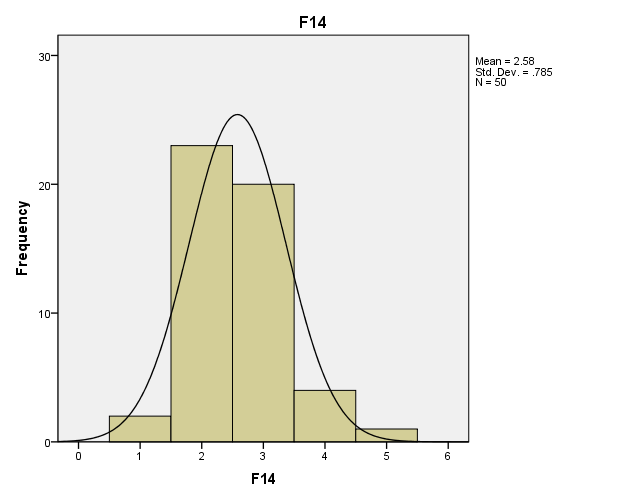 F14
Mean = 2.58
Std. Dev. = .785
N = 50
30
20
10
0
Frequency
0 1 2 3 4 5 6
F14